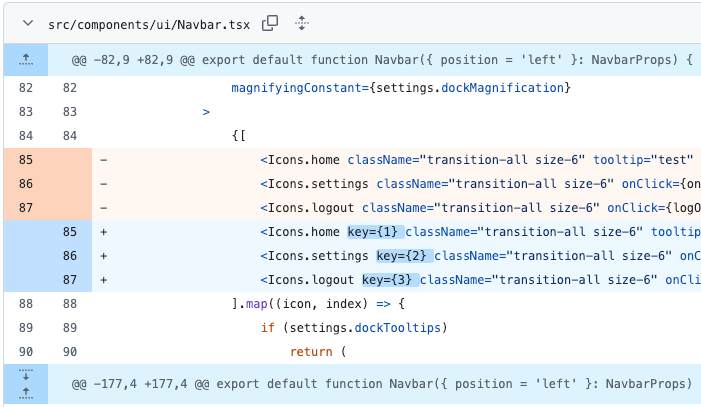 src/components/ui/Navbar.tsx
@@ -82,9 +82,9 @@ export default function Navbar({ position = 'left' }: NavbarProps) {
82 82 magnifyingConstant={settings.dockMagnification}
83 83 >
84 84 {[
85 - <Icons.home className="transition-all size-6" tooltip="test"
86 - <Icons.settings className="transition-all size-6" onClick={on
87 - <Icons.logout className="transition-all size-6" onClick={logO
85 + <Icons.home key={1} className="transition-all size-6" tooltip
86 + <Icons.settings key={2} className="transition-all size-6" onC
87 + <Icons.logout key={3} className="transition-all size-6" onCli
88 88 ].map((icon, index) => {
89 89 if (settings.dockTooltips)
90 90 return (
@@ -177,4 +177,4 @@ export default function Navbar({ position = 'left' }: NavbarProps)